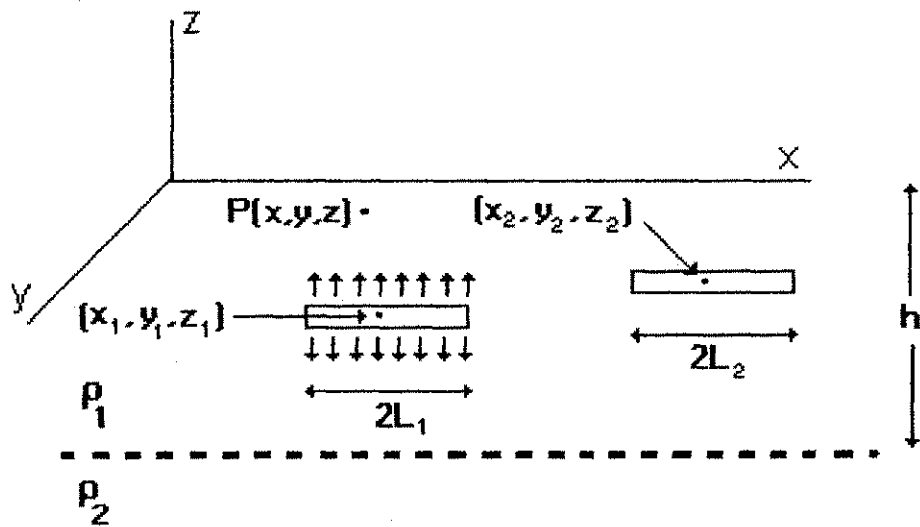 Z
X
P(x,y,z)
(x₂,y₂,z₂)
y
(x₁,y₁,z₁)
h
2L₂
ρ₁
2L₁
ρ₂